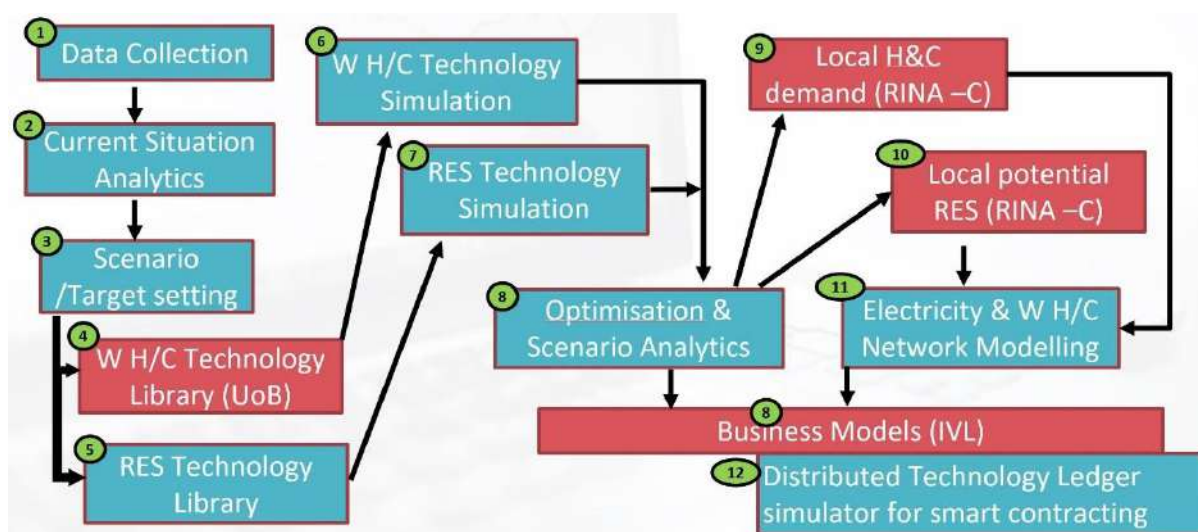 1
Data Collection
2
Current Situation
Analytics
3
Scenario
/Target setting
4
W H/C Technology
Library (UoB)
5
RES Technology
Library
6
W H/C Technology
Simulation
7
RES Technology
Simulation
8
Optimisation &
Scenario Analytics
9
Local H&C
demand (RINA –C)
10
Local potential
RES (RINA –C)
11
Electricity & W H/C
Network Modelling
8
Business Models (IVL)
12
Distributed Technology Ledger
simulator for smart contracting